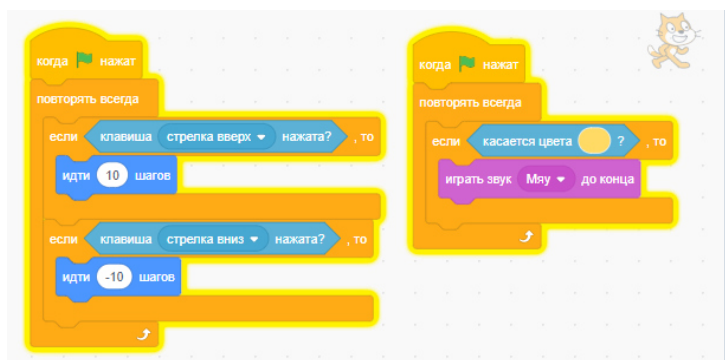 когда нажат
повторять всегда
если клавиша стрелка вверх нажата? , то
идти 10 шагов
если клавиша стрелка вниз нажата? , то
идти -10 шагов
когда нажат
повторять всегда
если касается цвета ? , то
играть звук Мяу до конца